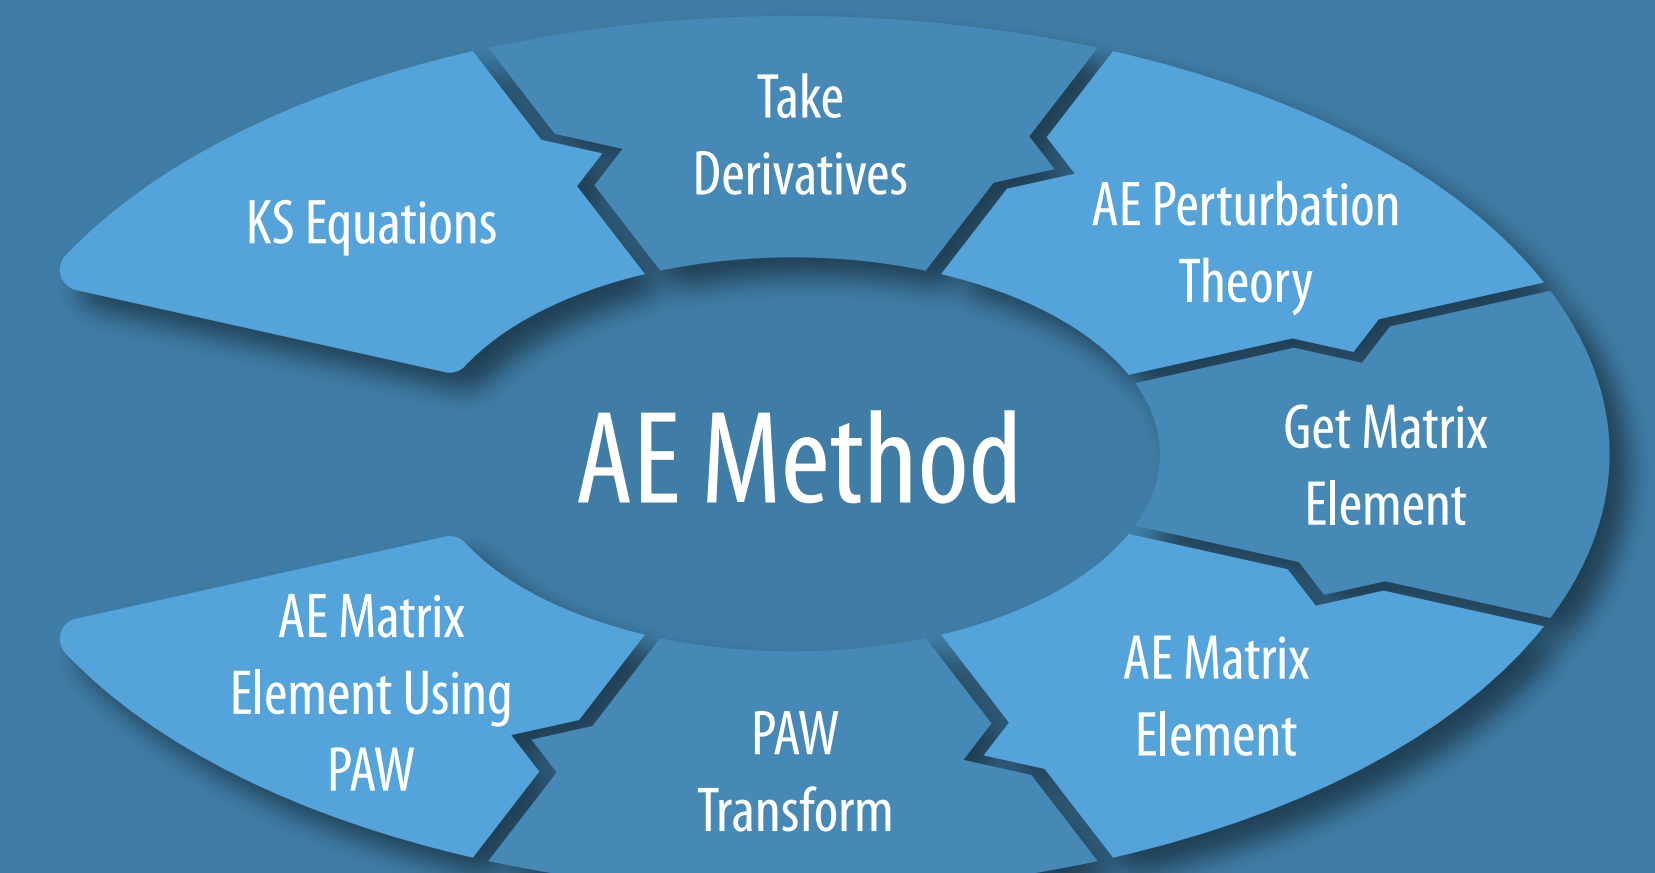 KS Equations
Take
Derivatives
AE Perturbation
Theory
Get Matrix
Element
AE Matrix
Element
PAW
Transform
AE Matrix
Element Using
PAW
AE Method